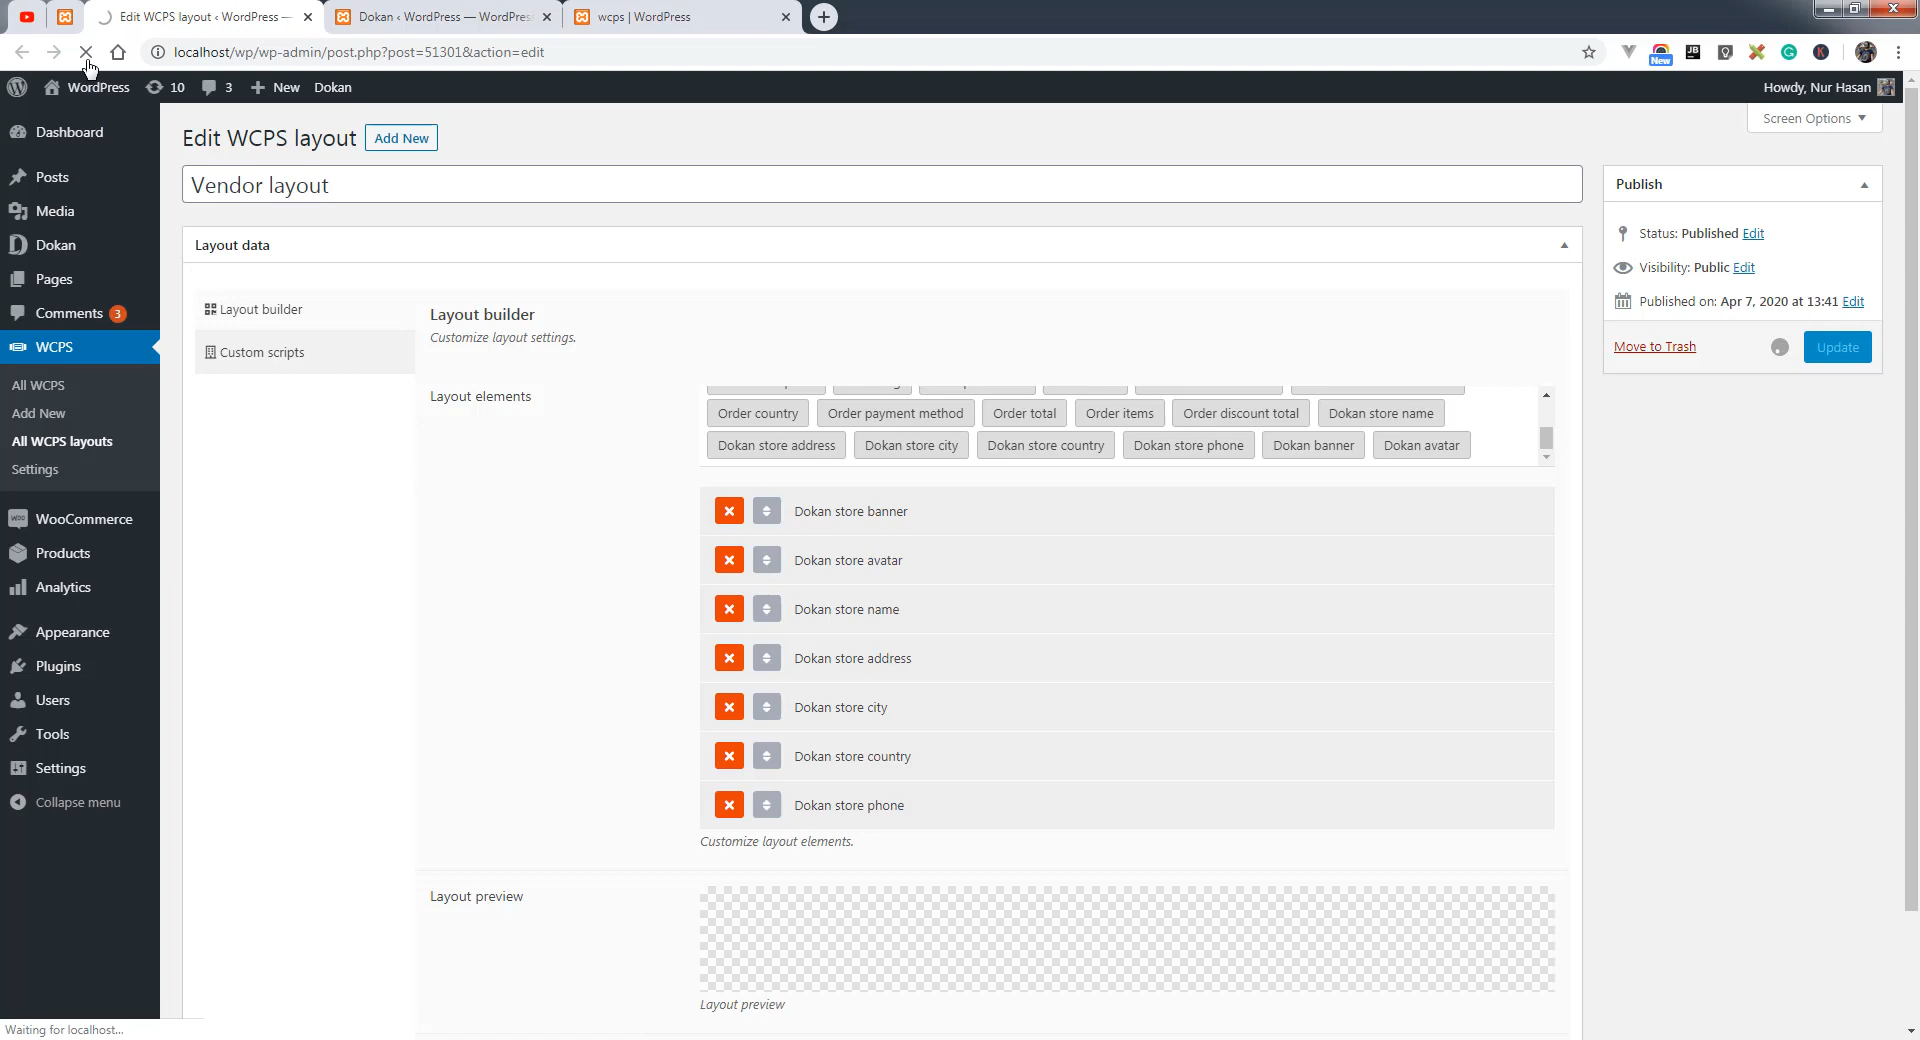 Edit WCPS layout ‹ WordPress —
Dokan ‹ WordPress — WordPres
wcps | WordPress
localhost/wp/wp-admin/post.php?post=51301&action=edit
New
JB
G
K
WordPress
10
3
New
Dokan
Howdy, Nur Hasan
Screen Options
Dashboard
Posts
Media
Dokan
Pages
Comments 3
WCPS
All WCPS
Add New
All WCPS layouts
Settings
WooCommerce
Products
Analytics
Appearance
Plugins
Users
Tools
Settings
Collapse menu
Edit WCPS layout
Add New
Vendor layout
Layout data
Layout builder
Custom scripts
Layout builder
Customize layout settings.
Layout elements
Order country
Order payment method
Order total
Order items
Order discount total
Dokan store name
Dokan store address
Dokan store city
Dokan store country
Dokan store phone
Dokan banner
Dokan avatar
Dokan store banner
Dokan store avatar
Dokan store name
Dokan store address
Dokan store city
Dokan store country
Dokan store phone
Customize layout elements.
Layout preview
Layout preview
Publish
Status: Published Edit
Visibility: Public Edit
Published on: Apr 7, 2020 at 13:41 Edit
Move to Trash
Update
Waiting for localhost...